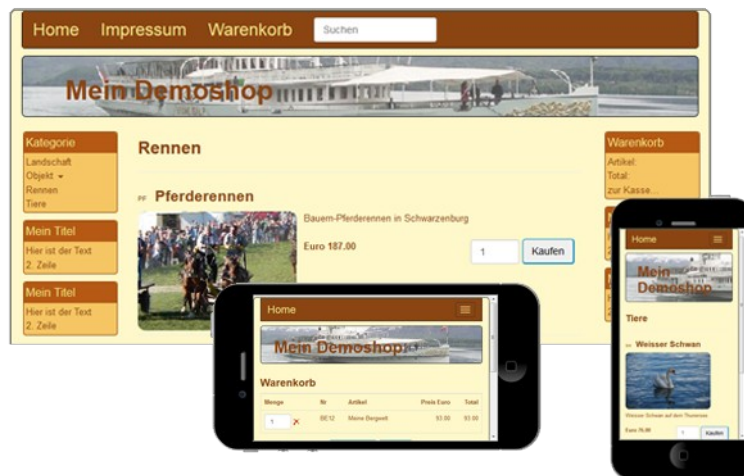 Home Impressum Warenkorb Suchen
Mein Demoshop
Kategorie
Landschaft
Objekt
Rennen
Tiere
Mein Titel
Hier ist der Text
2. Zeile
Mein Titel
Hier ist der Text
2. Zeile
Rennen
PF Pferderennen
Bauern-Pferderennen in Schwarzenburg
Euro 187.00
1 Kaufen
Warenkorb
Artikel:
Total:
zur Kasse...
Home
Mein Demoshop
Warenkorb
Menge Nr Artikel Preis Euro Total
1 BE12 Meine Bergwelt 93.00 93.00
Home
Mein
Demoshop
Tiere
Weisser Schwan
Weisser Schwan auf dem Thunersee
1 Kaufen